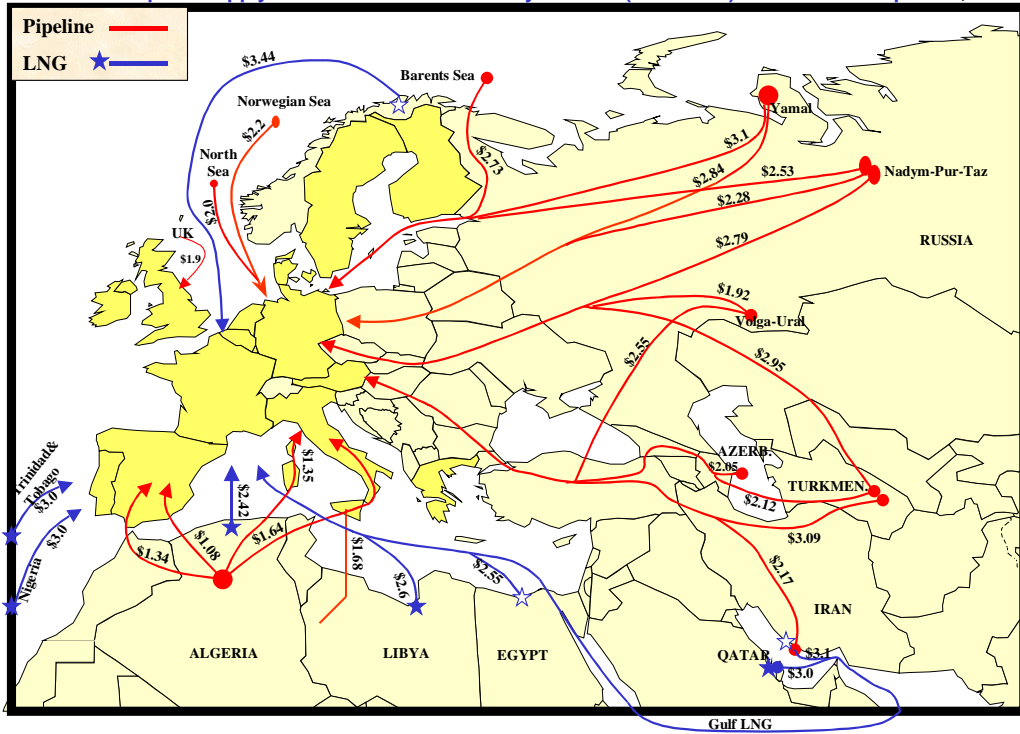 Pipeline
LNG
$3.44
Barents Sea
Norwegian Sea
$2.2
Yamal
$3.1
North
Sea
$2.73
$2.84
$2.53
Nadym-Pur-Taz
$2.28
$2.0
UK
$1.9
$2.79
RUSSIA
$1.92
Volga-Ural
$2.55
$2.95
Trinidad&
Tobago
$3.0
$1.35
AZERB.
$2.05
TURKMEN.
$2.42
$2.12
$3.0
$1.64
$1.08
$1.34
$1.68
$3.09
Nigeria
$2.6
$2.55
$2.17
IRAN
ALGERIA
LIBYA
EGYPT
QATAR
$3.1
$3.0
Gulf LNG